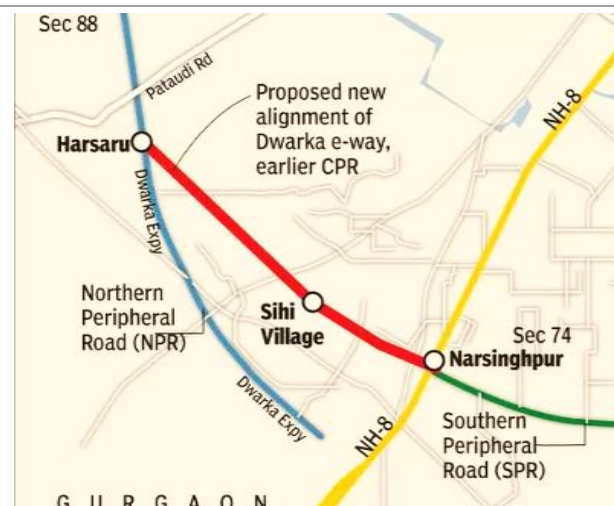 Sec 88
Pataudi Rd
Proposed new
alignment of
Dwarka e-way,
earlier CPR
NH-8
Harsaru
Dwarka Expy
Northern
Peripheral
Road (NPR)
Sihi
Village
Sec 74
Narsinghpur
Dwarka Expy
NH-8
Southern
Peripheral
Road (SPR)
GURGAON